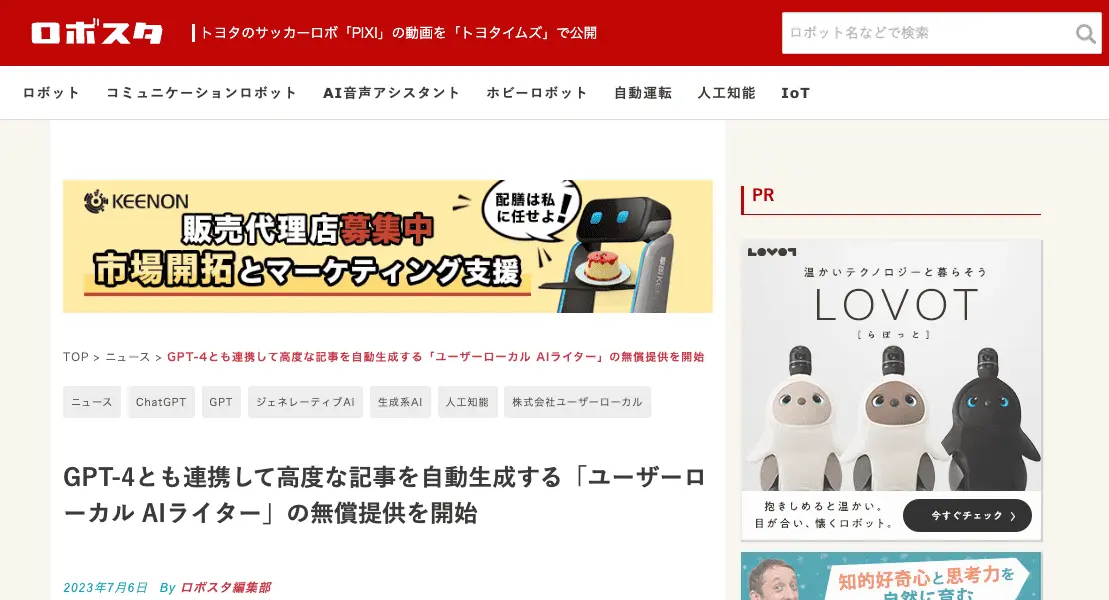 ロボスタ
トヨタのサッカーロボ「PIXI」の動画を「トヨタイムズ」で公開
ロボット名などで検索
ロボット
コミュニケーションロボット
AI音声アシスタント
ホビーロボット
自動運転
人工知能
IoT
KEENON
販売代理店募集中
市場開拓とマーケティング支援
配膳は私
に任せよ!
TOP > ニュース > GPT-4とも連携して高度な記事を自動生成する「ユーザーローカル AIライター」の無償提供を開始
ニュース
ChatGPT
GPT
ジェネレーティブAI
生成系AI
人工知能
株式会社ユーザーローカル
GPT-4とも連携して高度な記事を自動生成する「ユーザーロ
ーカル AIライター」の無償提供を開始
2023年7月6日 By ロボスタ編集部
PR
LOVOT
温かいテクノロジーと暮らそう
LOVOT
[らぼっと]
抱きしめると温かい。
目が合い、懐くロボット。
今すぐチェック 〉
知的好奇心と思考力を
自然に育む